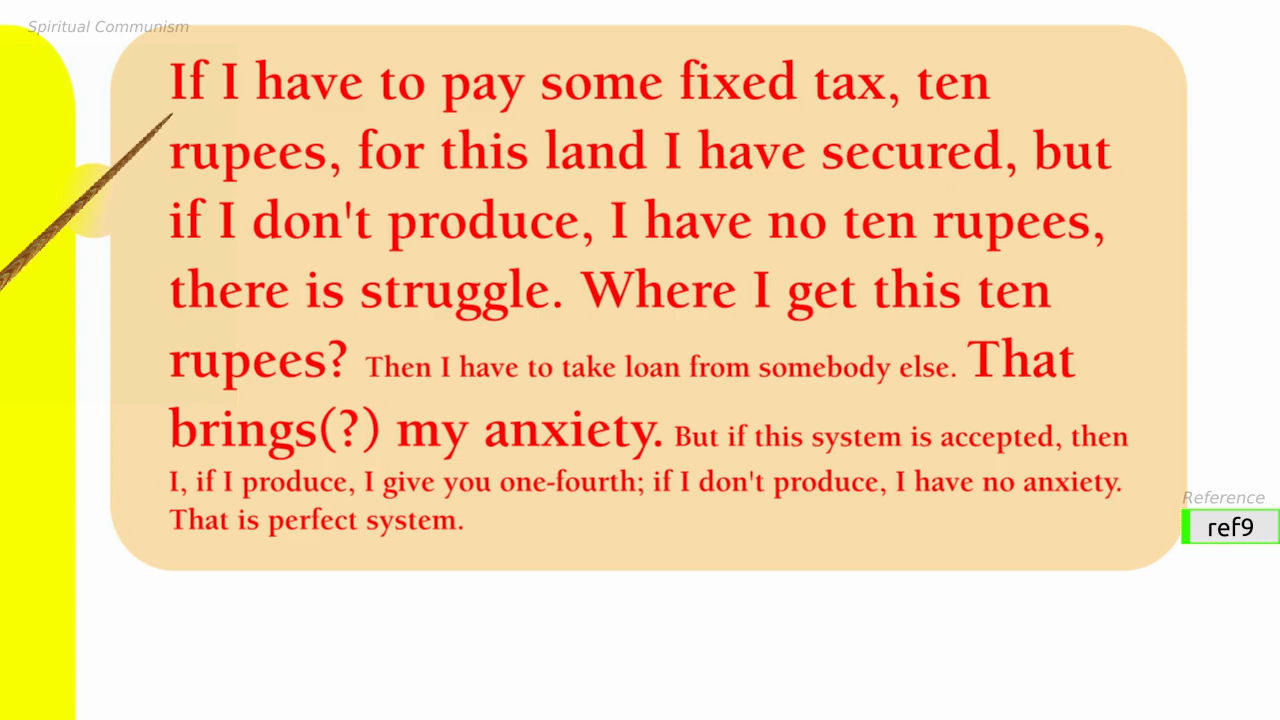 Spiritual Communism
If I have to pay some fixed tax, ten
rupees, for this land I have secured, but
if I don't produce, I have no ten rupees,
there is struggle. Where I get this ten
rupees? Then I have to take loan from somebody else. That
brings(?) my anxiety. But if this system is accepted, then
I, if I produce, I give you one-fourth; if I don't produce, I have no anxiety.
That is perfect system.
Reference
ref9